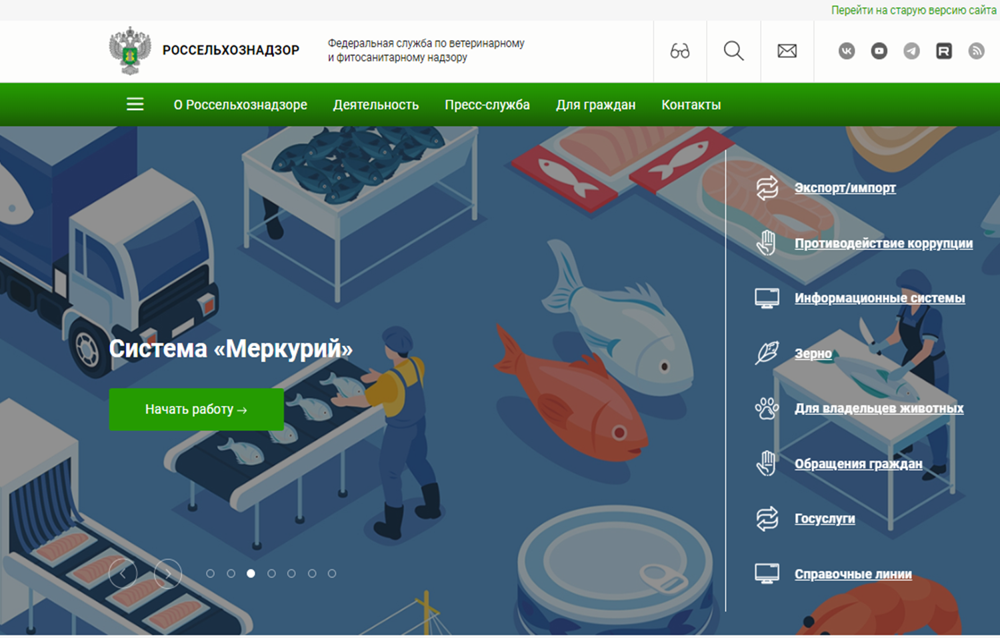 Перейти на старую версию сайта
РОССЕЛЬХОЗНАДЗОР
Федеральная служба по ветеринарному
и фитосанитарному надзору
О Россельхознадзоре Деятельность Пресс-служба Для граждан Контакты
Экспорт/импорт
Противодействие коррупции
Информационные системы
Зерно
Для владельцев животных
Обращения граждан
Госуслуги
Справочные линии
Система «Меркурий»
Начать работу →